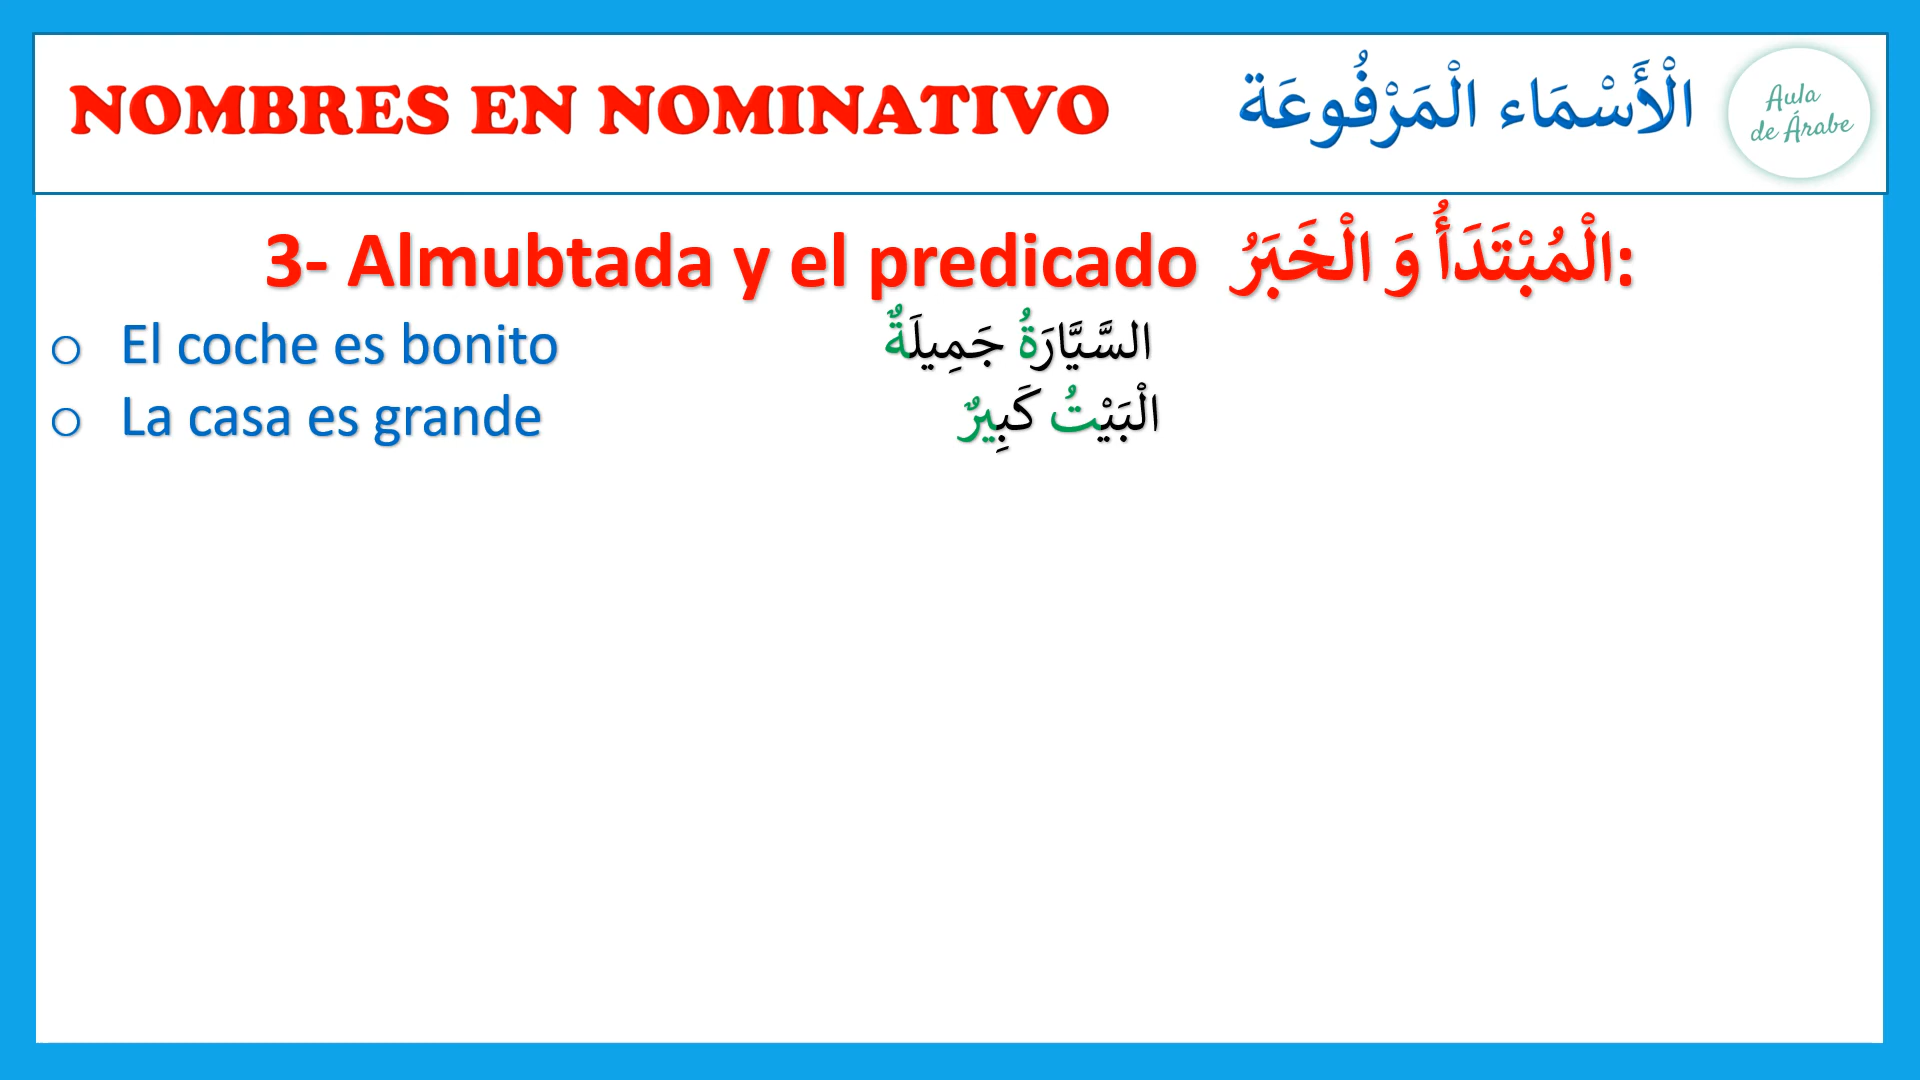 NOMBRES EN NOMINATIVO الْأَسْمَاء الْمَرْفُوعَة
Aula
de Árabe
3- Almubtada y el predicado الْمُبْتَدَأُ وَ الْخَبَرُ:
o El coche es bonito السَّيَّارَةُ جَمِيلَةٌ
o La casa es grande الْبَيْتُ كَبِيرٌ